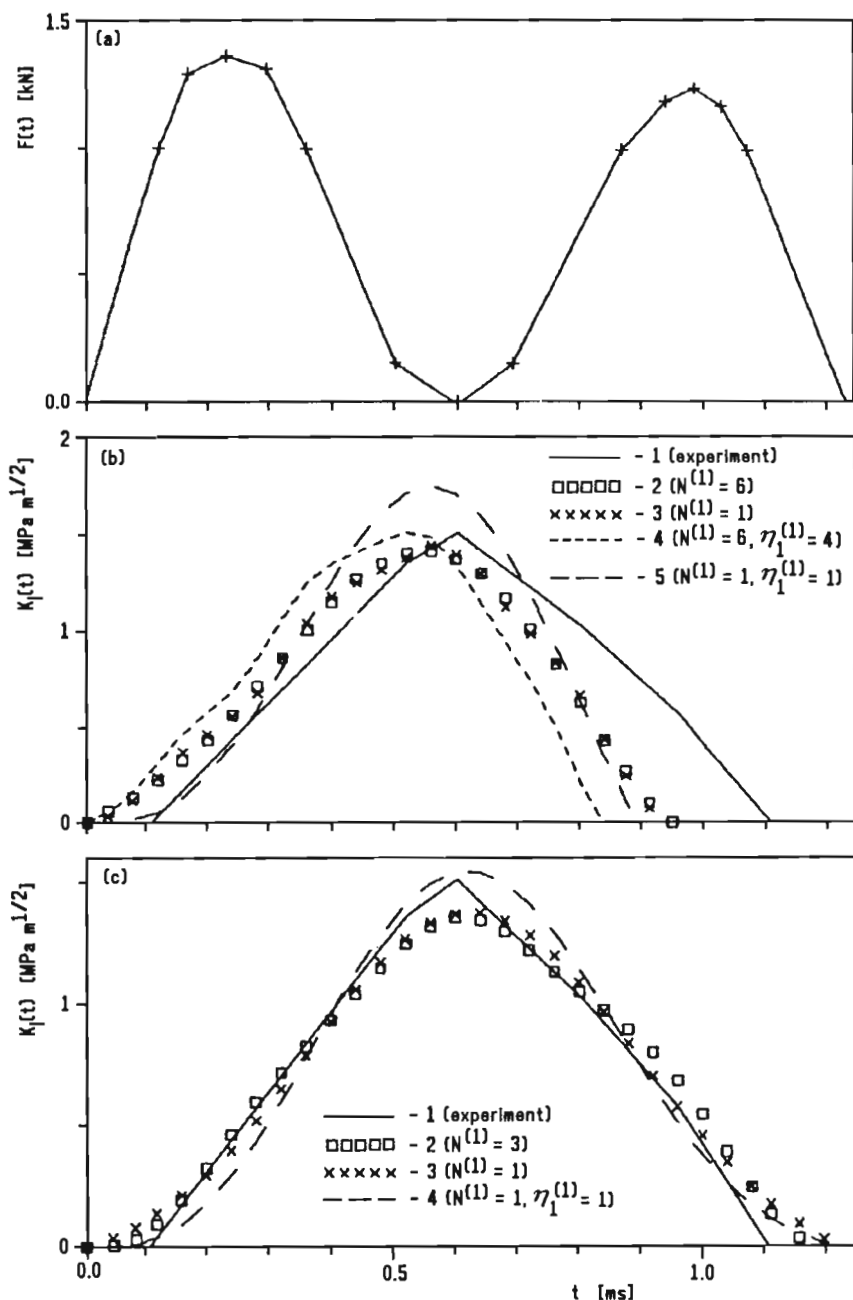 1.5
(a)
F(t) [kN]
0.0
2
(b)
K_I(t) [MPa m^{1/2}]
1
0
— 1 (experiment)
□□□□□ - 2 (N^{(1)} = 6)
××××× - 3 (N^{(1)} = 1)
----- - 4 (N^{(1)} = 6, η_1^{(1)} = 4)
— — - 5 (N^{(1)} = 1, η_1^{(1)} = 1)
(c)
K_I(t) [MPa m^{1/2}]
1
0
— 1 (experiment)
□□□□□ - 2 (N^{(1)} = 3)
××××× - 3 (N^{(1)} = 1)
— — - 4 (N^{(1)} = 1, η_1^{(1)} = 1)
0.0
0.5
1.0
t [ms]